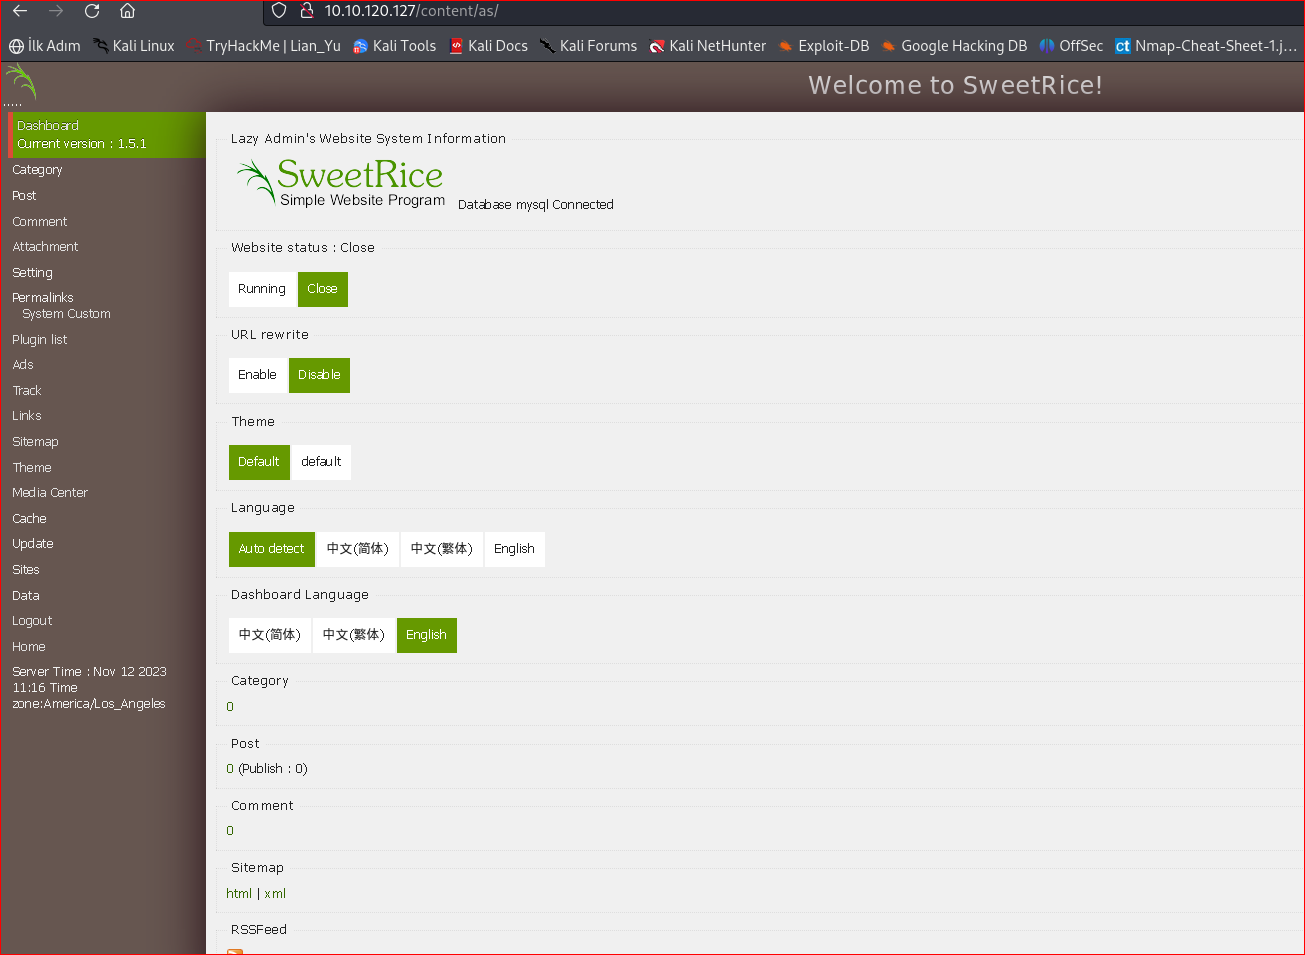 10.10.120.127/content/as/
İlk Adım Kali Linux TryHackMe | Lian_Yu Kali Tools Kali Docs Kali Forums Kali NetHunter Exploit-DB Google Hacking DB OffSec Nmap-Cheat-Sheet-1.j…
Welcome to SweetRice!
.....
Dashboard
Current version : 1.5.1
Category
Post
Comment
Attachment
Setting
Permalinks
System Custom
Plugin list
Ads
Track
Links
Sitemap
Theme
Media Center
Cache
Update
Sites
Data
Logout
Home
Server Time : Nov 12 2023
11:16 Time
zone:America/Los_Angeles
Lazy Admin's Website System Information
SweetRice
Simple Website Program Database mysql Connected
Website status : Close
Running Close
URL rewrite
Enable Disable
Theme
Default default
Language
Auto detect 中文(简体) 中文(繁体) English
Dashboard Language
中文(简体) 中文(繁体) English
Category
0
Post
0 (Publish : 0)
Comment
0
Sitemap
html | xml
RSSFeed